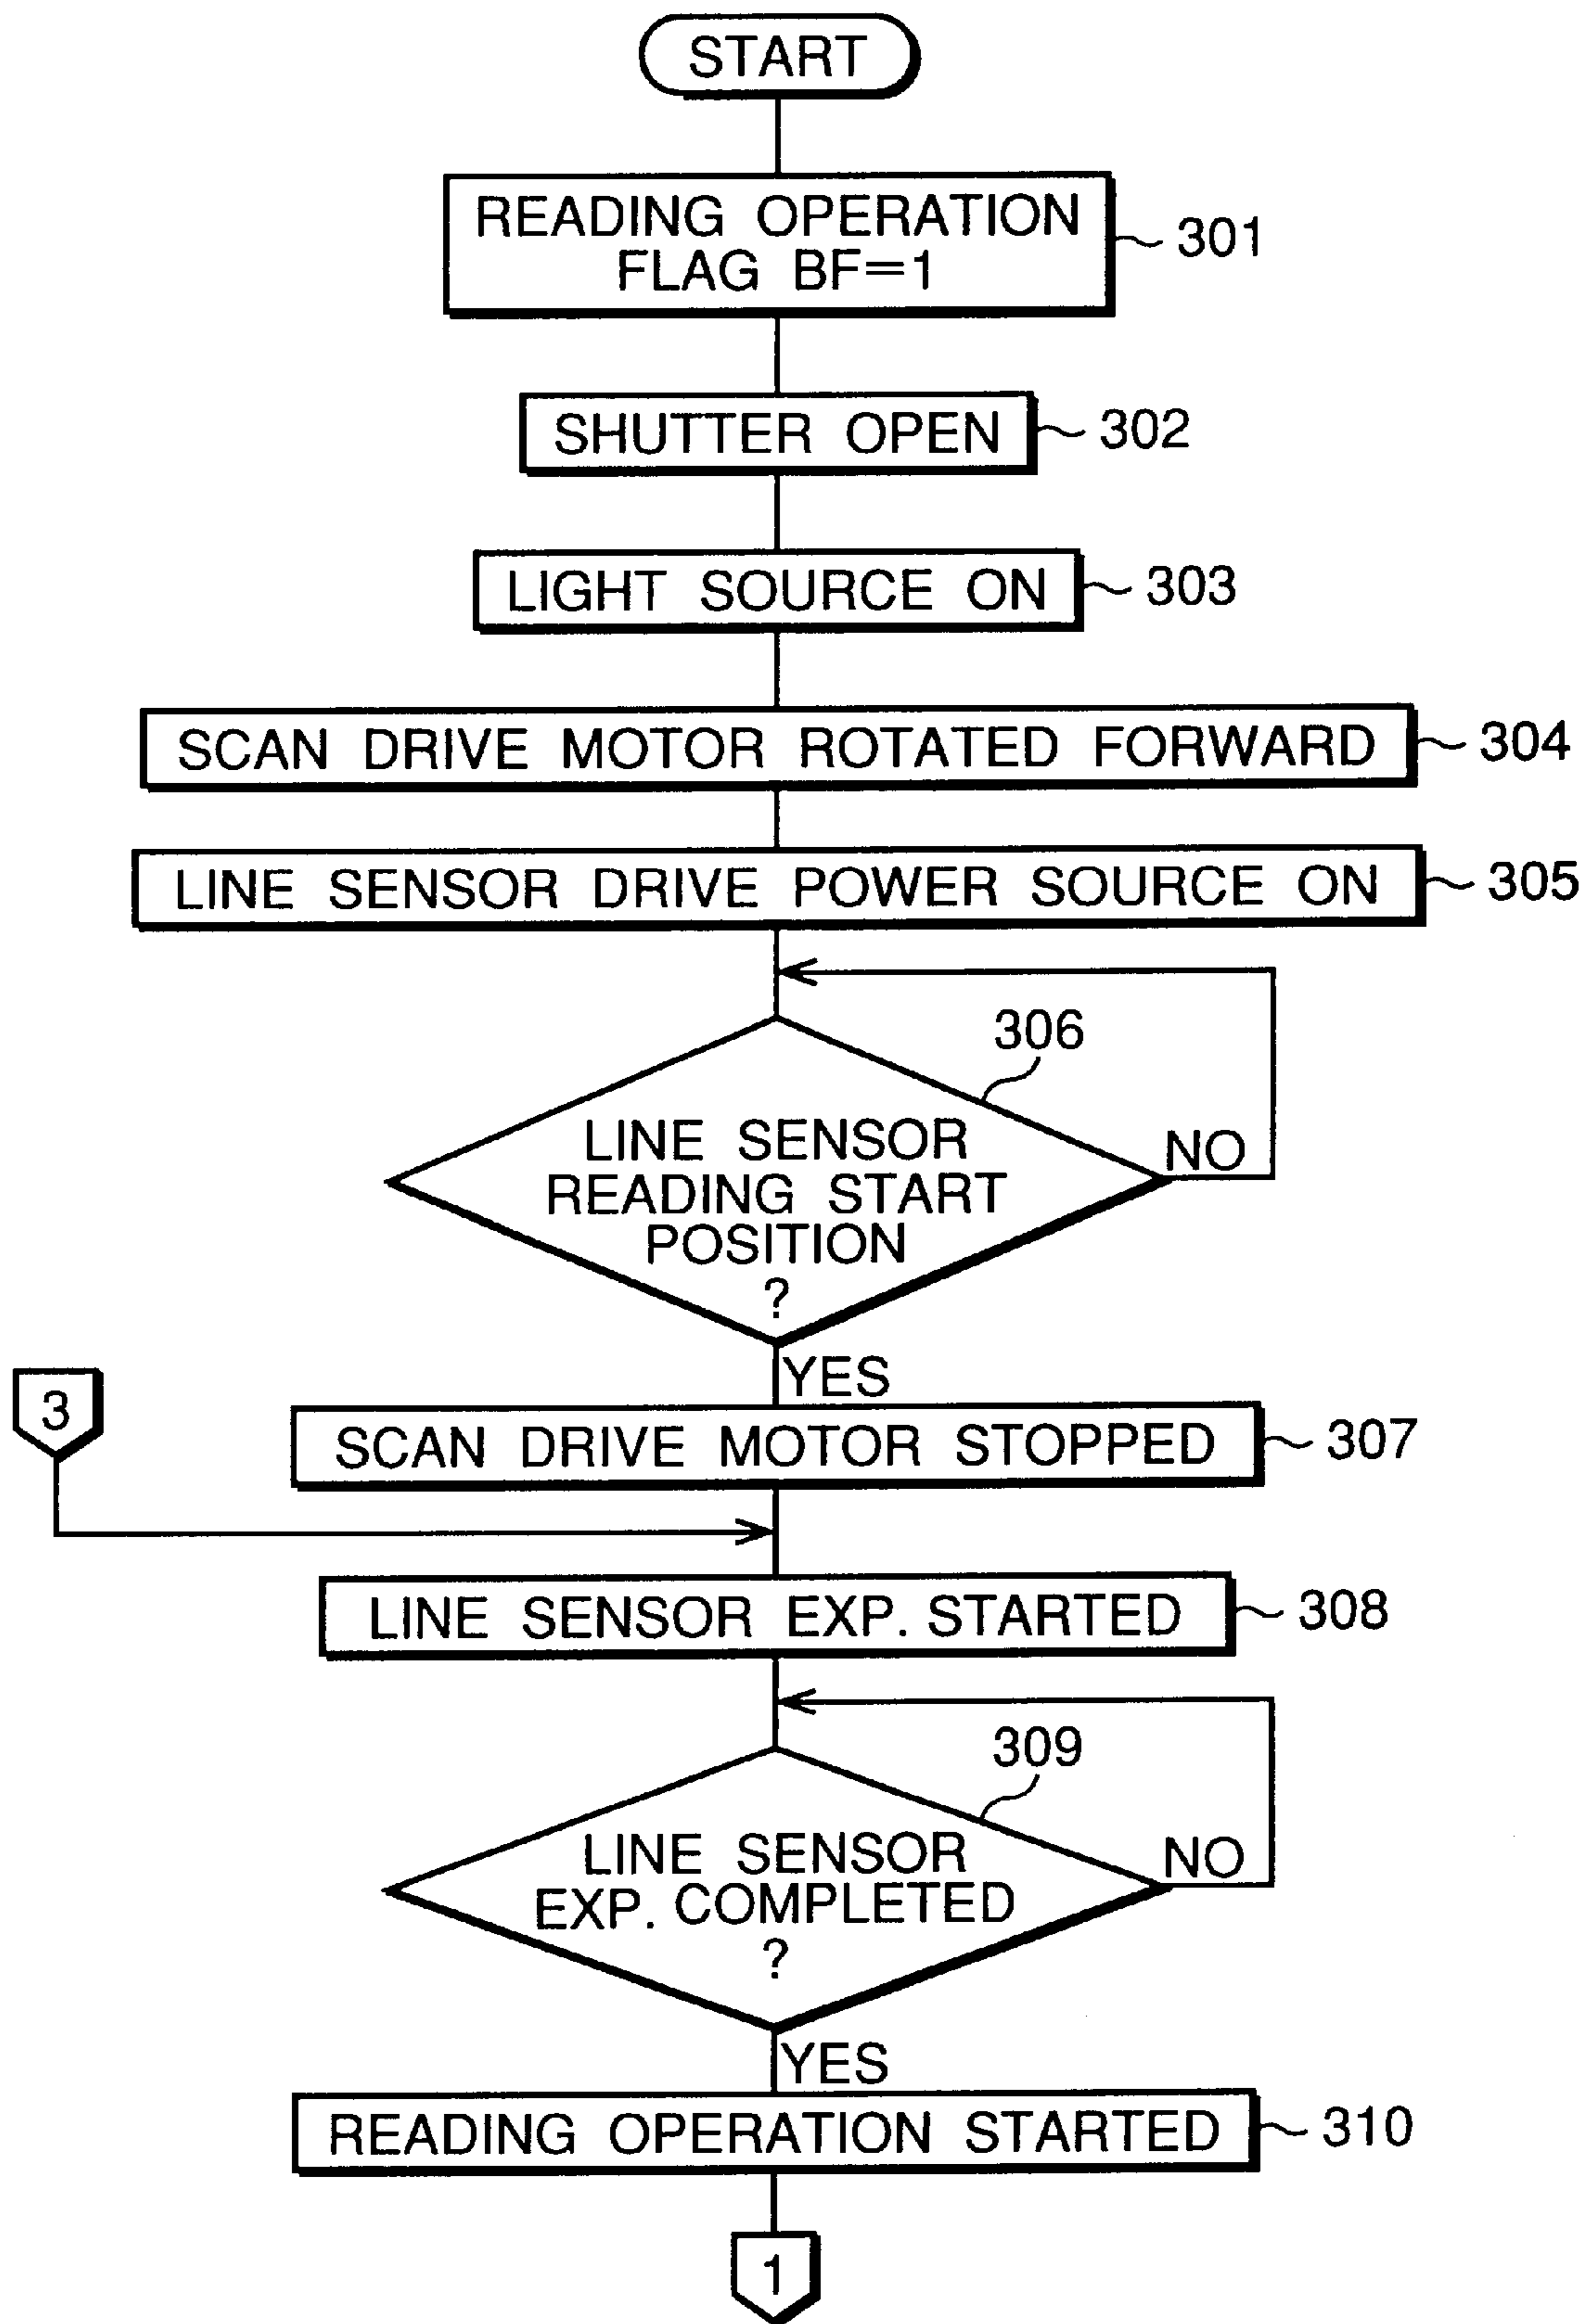 START
READING OPERATION
FLAG BF=1
301
SHUTTER OPEN
302
LIGHT SOURCE ON
303
SCAN DRIVE MOTOR ROTATED FORWARD
304
LINE SENSOR DRIVE POWER SOURCE ON
305
306
LINE SENSOR
READING START
POSITION
?
NO
YES
3
SCAN DRIVE MOTOR STOPPED
307
LINE SENSOR EXP. STARTED
308
309
LINE SENSOR
EXP. COMPLETED
?
NO
YES
READING OPERATION STARTED
310
1